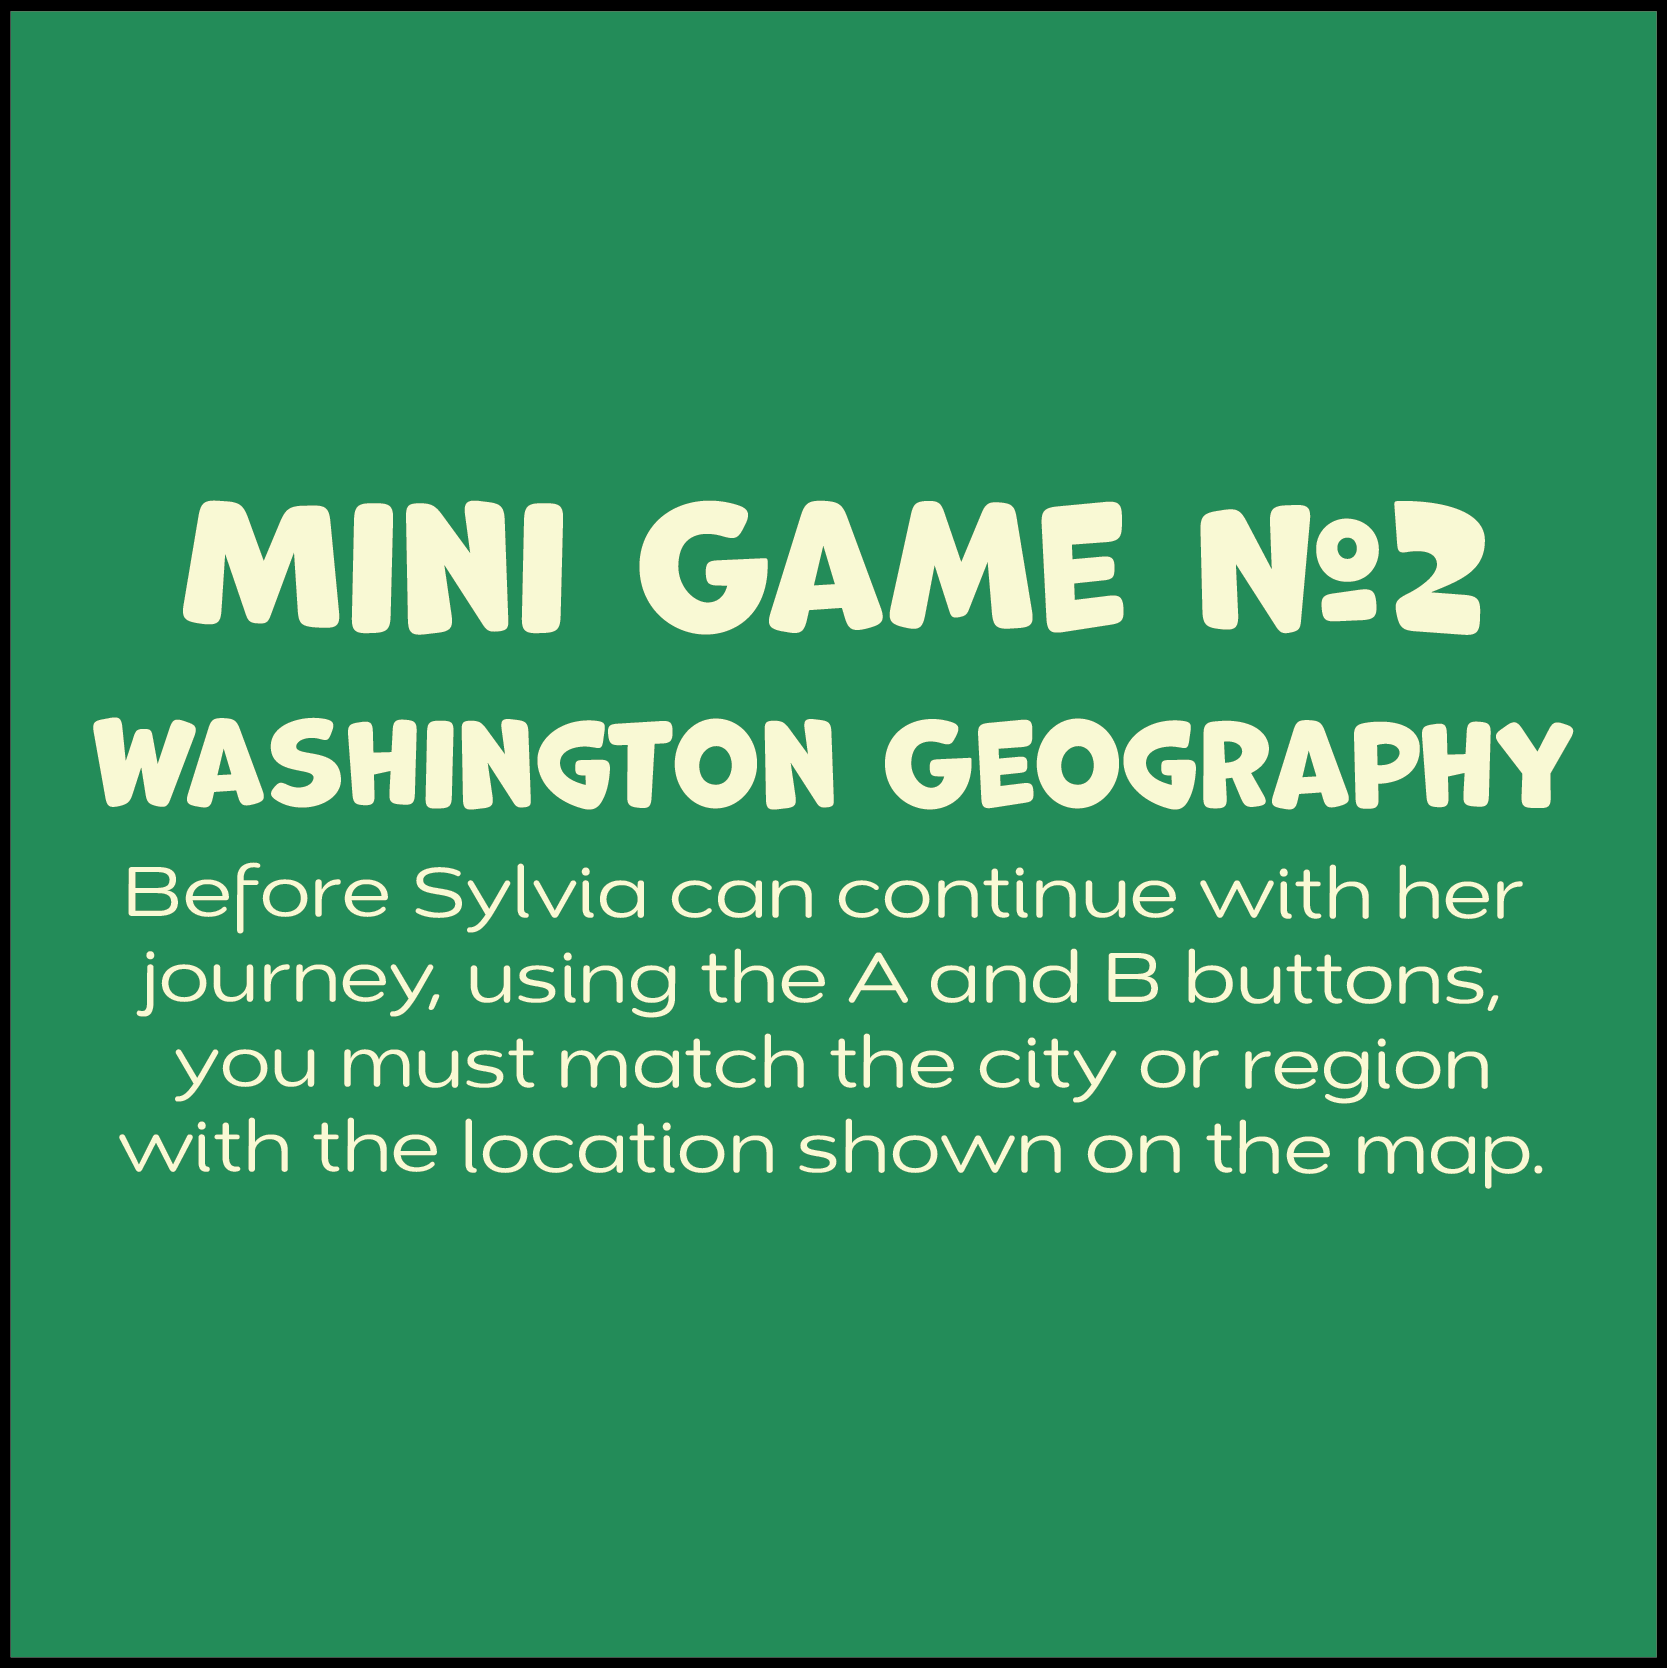 MINI GAME №2
WASHINGTON GEOGRAPHY
Before Sylvia can continue with her
journey, using the A and B buttons,
you must match the city or region
with the location shown on the map.